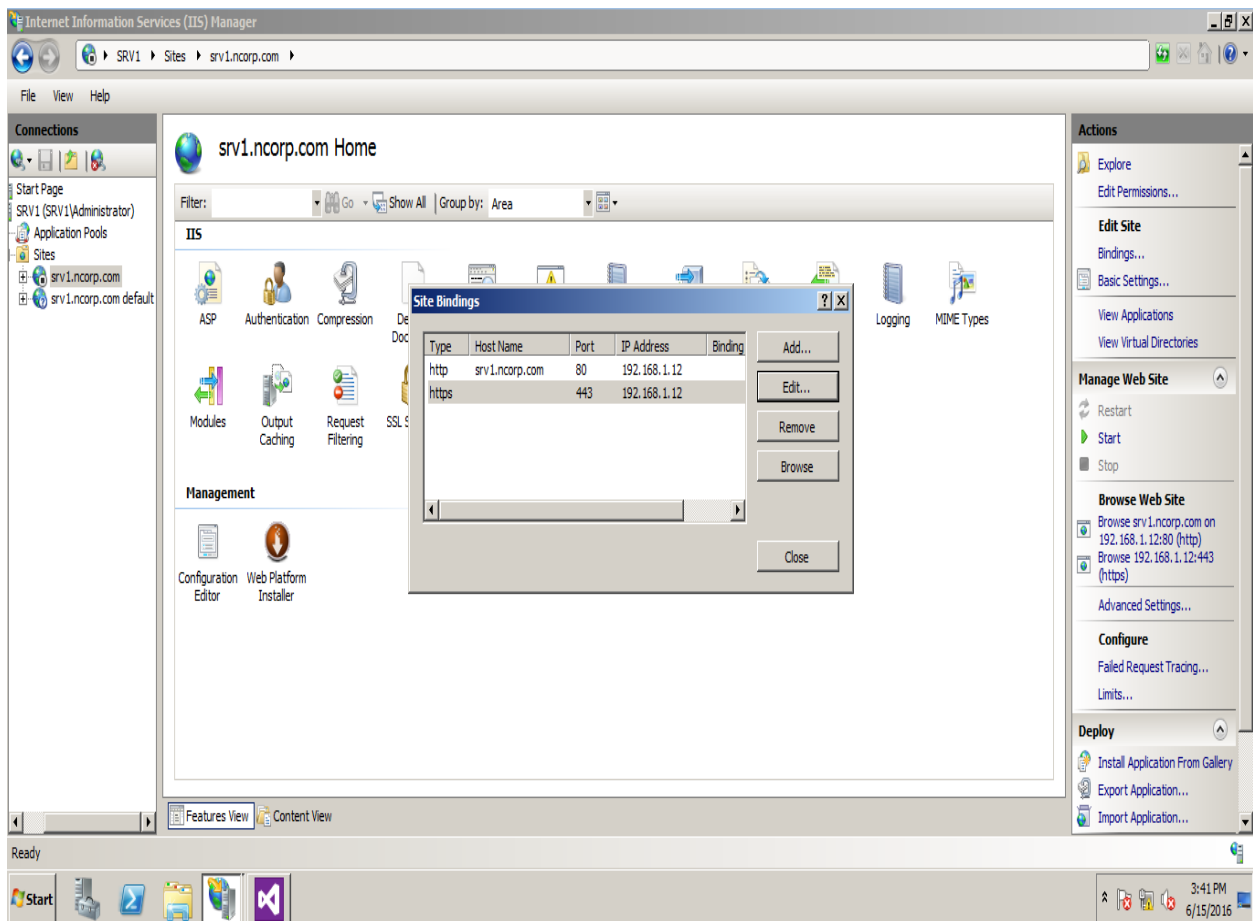 Internet Information Services (IIS) Manager
SRV1 Sites srv1.ncorp.com
File View Help
Connections
Start Page
SRV1 (SRV1\Administrator)
Application Pools
Sites
srv1.ncorp.com
srv1.ncorp.com default
srv1.ncorp.com Home
Filter: Go Show All Group by: Area
IIS
ASP Authentication Compression
Logging MIME Types
Modules Output Caching Request Filtering
Management
Configuration Editor Web Platform Installer
Site Bindings
Type Host Name Port IP Address Binding
http srv1.ncorp.com 80 192.168.1.12
https 443 192.168.1.12
Add...
Edit...
Remove
Browse
Close
Features View Content View
Actions
Explore
Edit Permissions...
Edit Site
Bindings...
Basic Settings...
View Applications
View Virtual Directories
Manage Web Site
Restart
Start
Stop
Browse Web Site
Browse srv1.ncorp.com on
192.168.1.12:80 (http)
Browse 192.168.1.12:443
(https)
Advanced Settings...
Configure
Failed Request Tracing...
Limits...
Deploy
Install Application From Gallery
Export Application...
Import Application...
Ready
Start
3:41 PM
6/15/2016